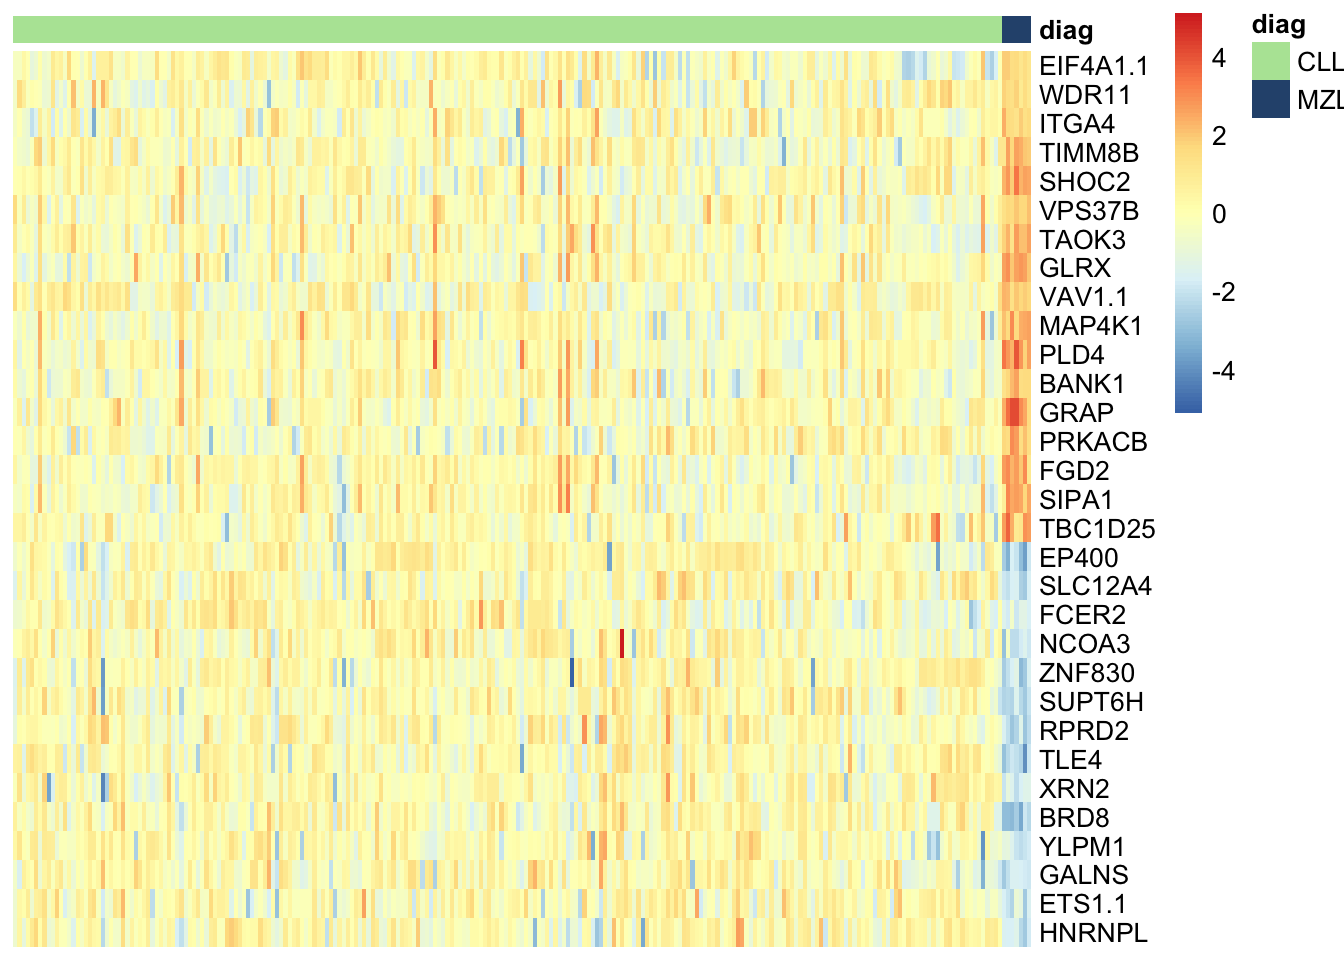 diag
EIF4A1.1
WDR11
ITGA4
TIMM8B
SHOC2
VPS37B
TAOK3
GLRX
VAV1.1
MAP4K1
PLD4
BANK1
GRAP
PRKACB
FGD2
SIPA1
TBC1D25
EP400
SLC12A4
FCER2
NCOA3
ZNF830
SUPT6H
RPRD2
TLE4
XRN2
BRD8
YLPM1
GALNS
ETS1.1
HNRNPL
4
2
0
-2
-4
diag
CLL
MZL